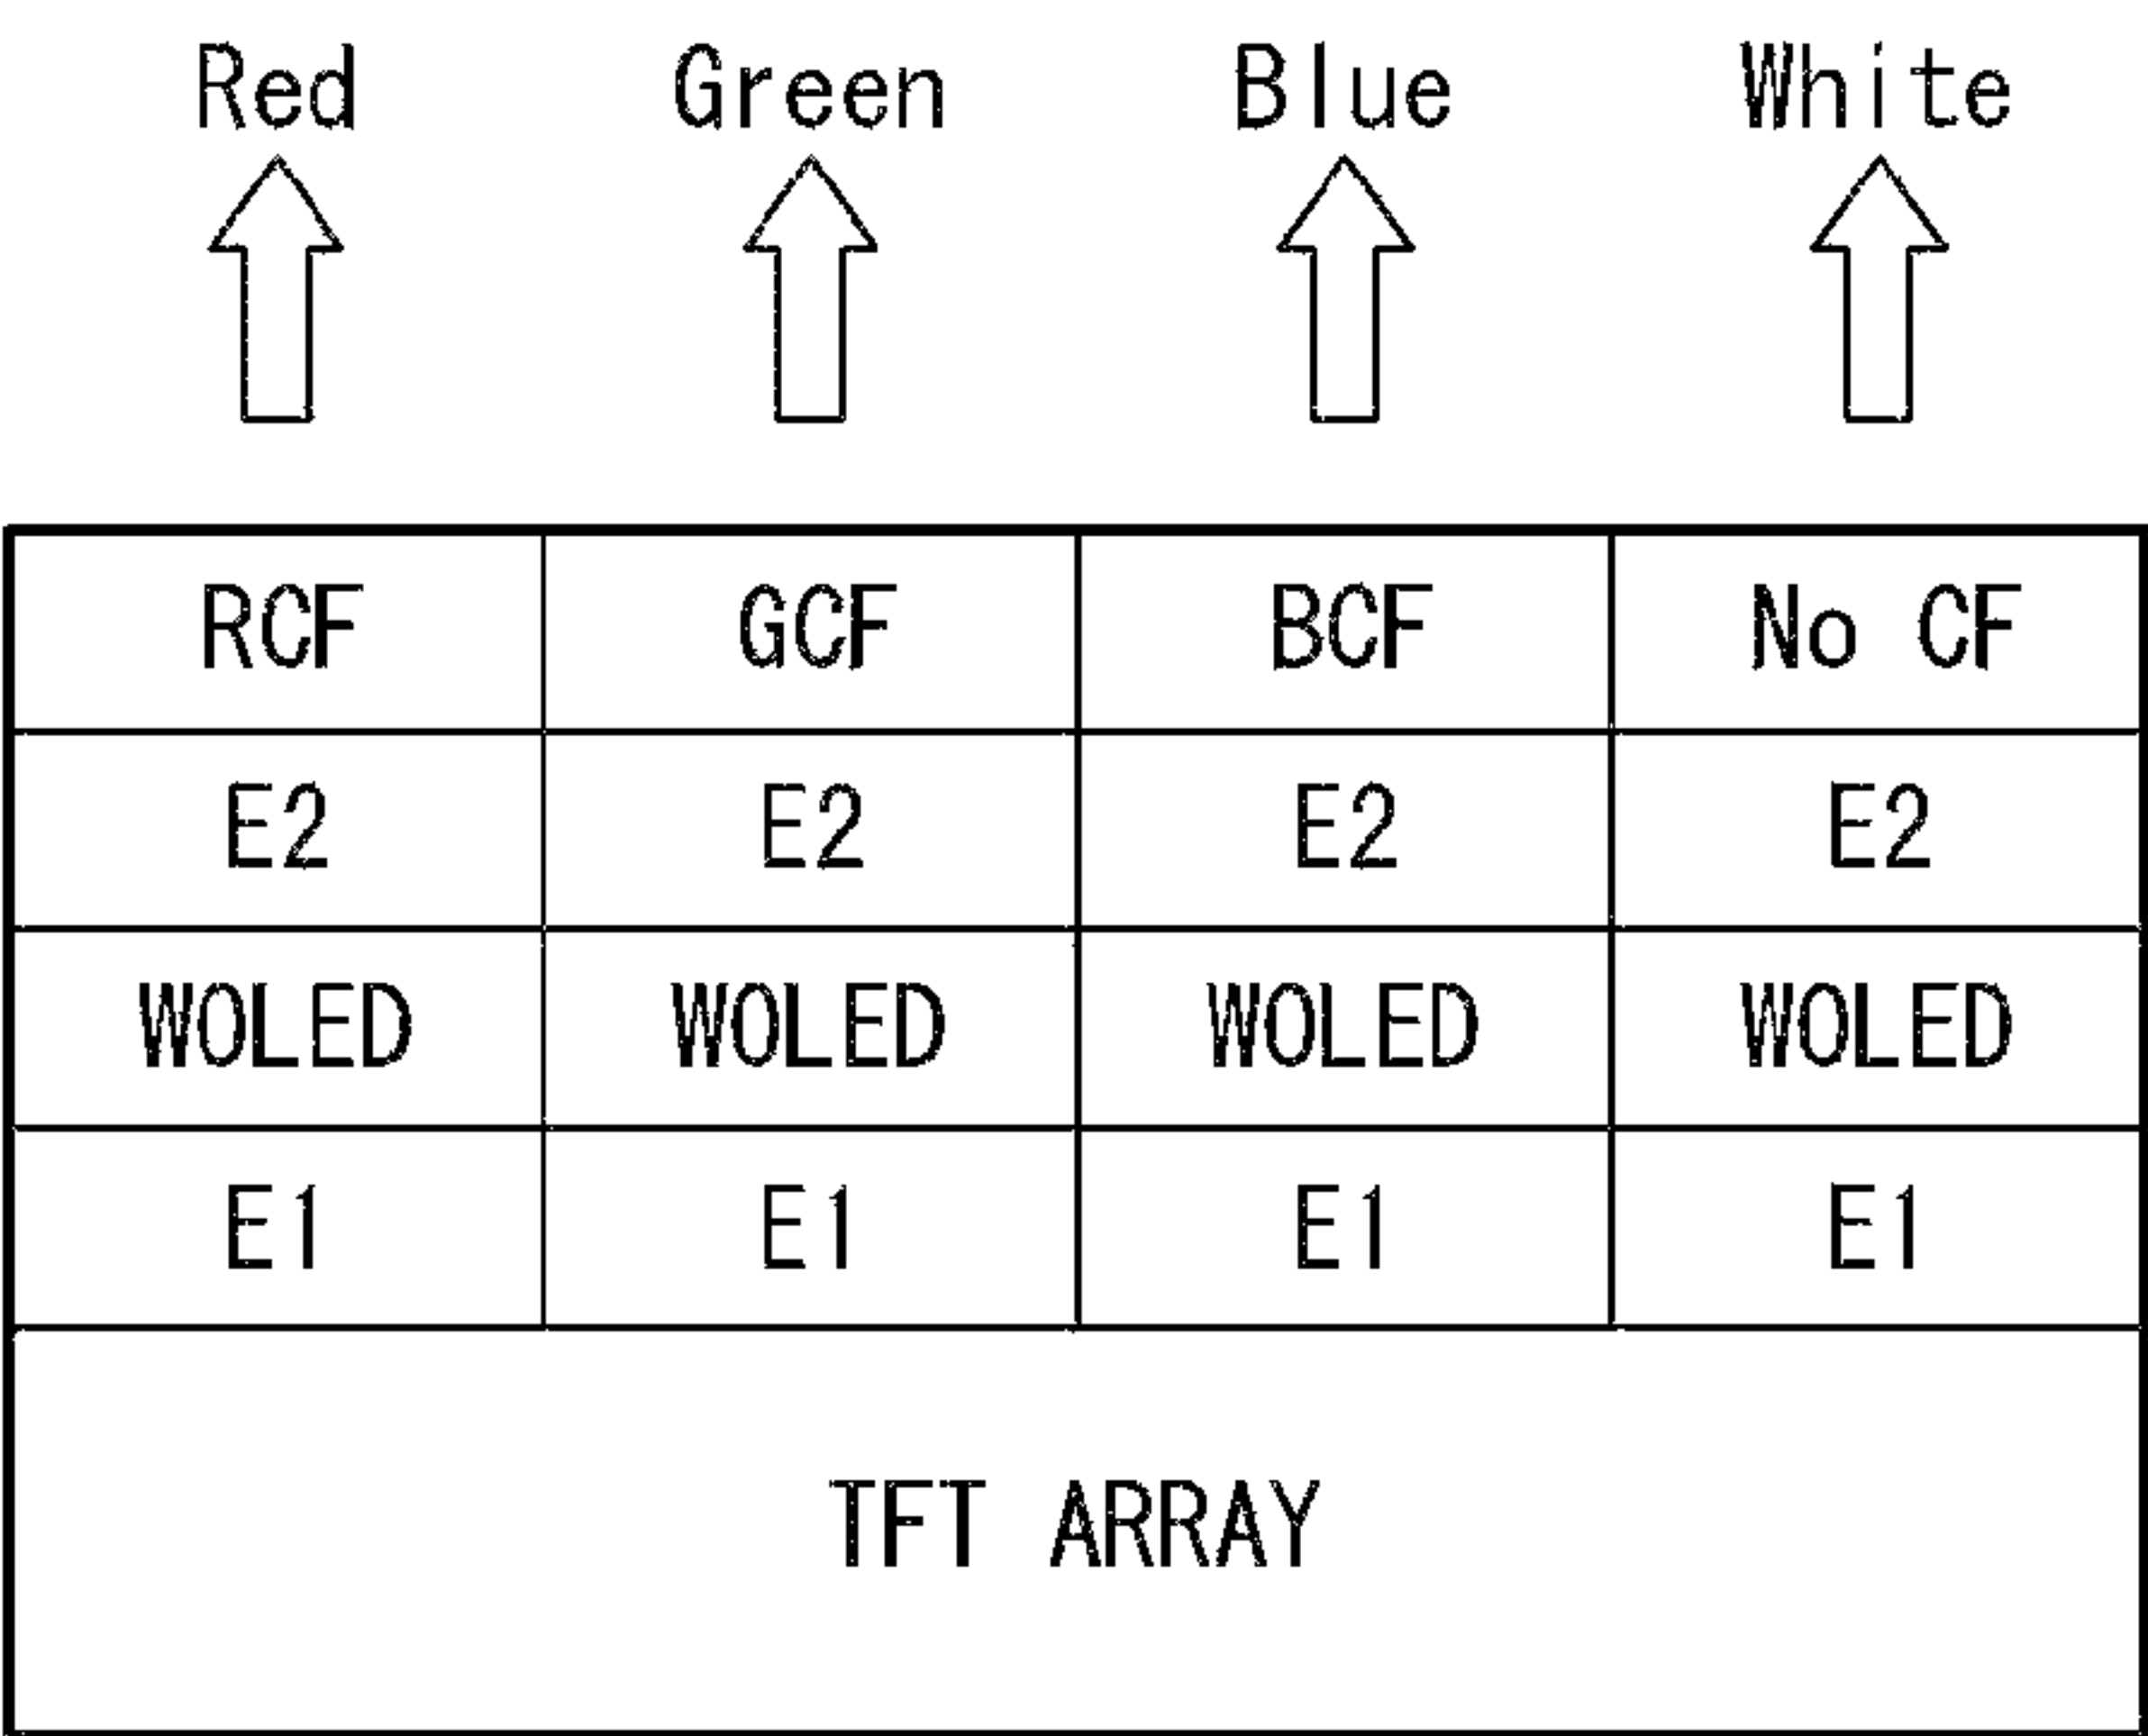 Red Green Blue White
RCF GCF BCF No CF
E2 E2 E2 E2
WOLED WOLED WOLED WOLED
E1 E1 E1 E1
TFT ARRAY